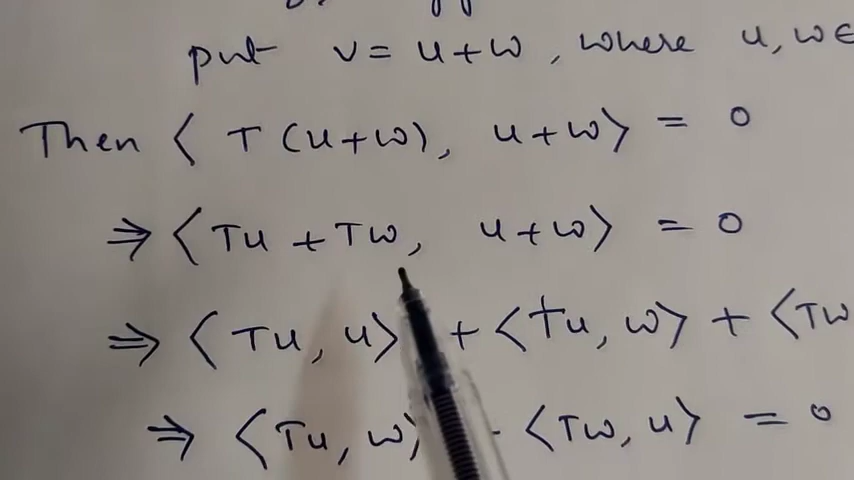 put v = u + w , where u, w ∈
Then ⟨ T (u + w), u + w⟩ = 0
⇒ ⟨Tu + Tw, u + w⟩ = 0
⇒ ⟨ Tu, u⟩ + ⟨Tu, w⟩ + ⟨Tw
⇒ ⟨Tu, w⟩ ⟨Tw, u⟩ = 0